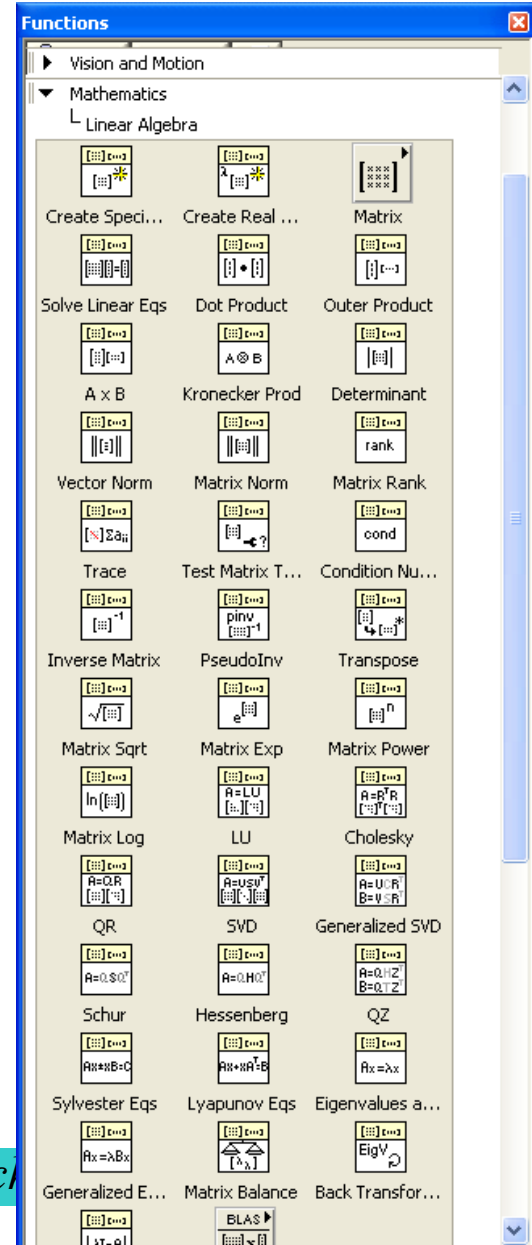 Functions
Vision and Motion
Mathematics
Linear Algebra
Create Speci... Create Real ... Matrix
Solve Linear Eqs Dot Product Outer Product
A ⊗ B
A x B Kronecker Prod Determinant
rank
Vector Norm Matrix Norm Matrix Rank
Σaii ? cond
Trace Test Matrix T... Condition Nu...
-1 pinv -1 *
Inverse Matrix PseudoInv Transpose
√ e n
Matrix Sqrt Matrix Exp Matrix Power
ln A=LU A=RᵀR
Matrix Log LU Cholesky
A=QR A=USVᵀ A=UCRᵀ
B=VSRᵀ
QR SVD Generalized SVD
A=QSQᵀ A=QHQᵀ A=QHZᵀ
B=QTZᵀ
Schur Hessenberg QZ
AX±XB=C AX+XAᵀ=B Ax=λx
Sylvester Eqs Lyapunov Eqs Eigenvalues a...
Ax=λBx EigV
Generalized E... Matrix Balance Back Transfor...
BLAS